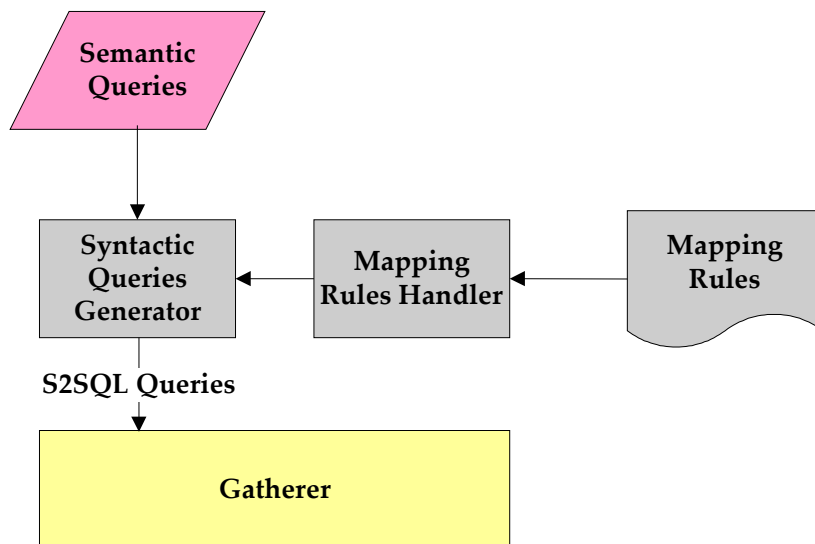 Semantic
Queries
Syntactic
Queries
Generator
Mapping
Rules Handler
Mapping
Rules
S2SQL Queries
Gatherer